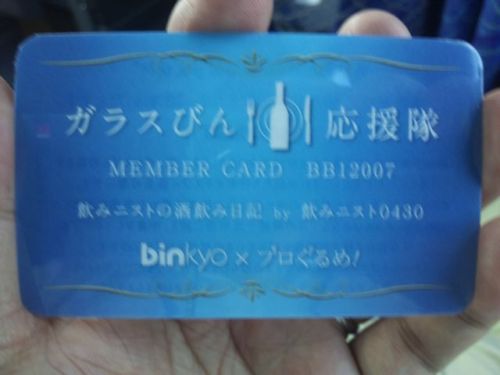 ガラスびん応援隊
MEMBER CARD BB12007
飲みニストの酒飲み日記 by 飲みニスト0430
binkyo × ブロぐるめ!